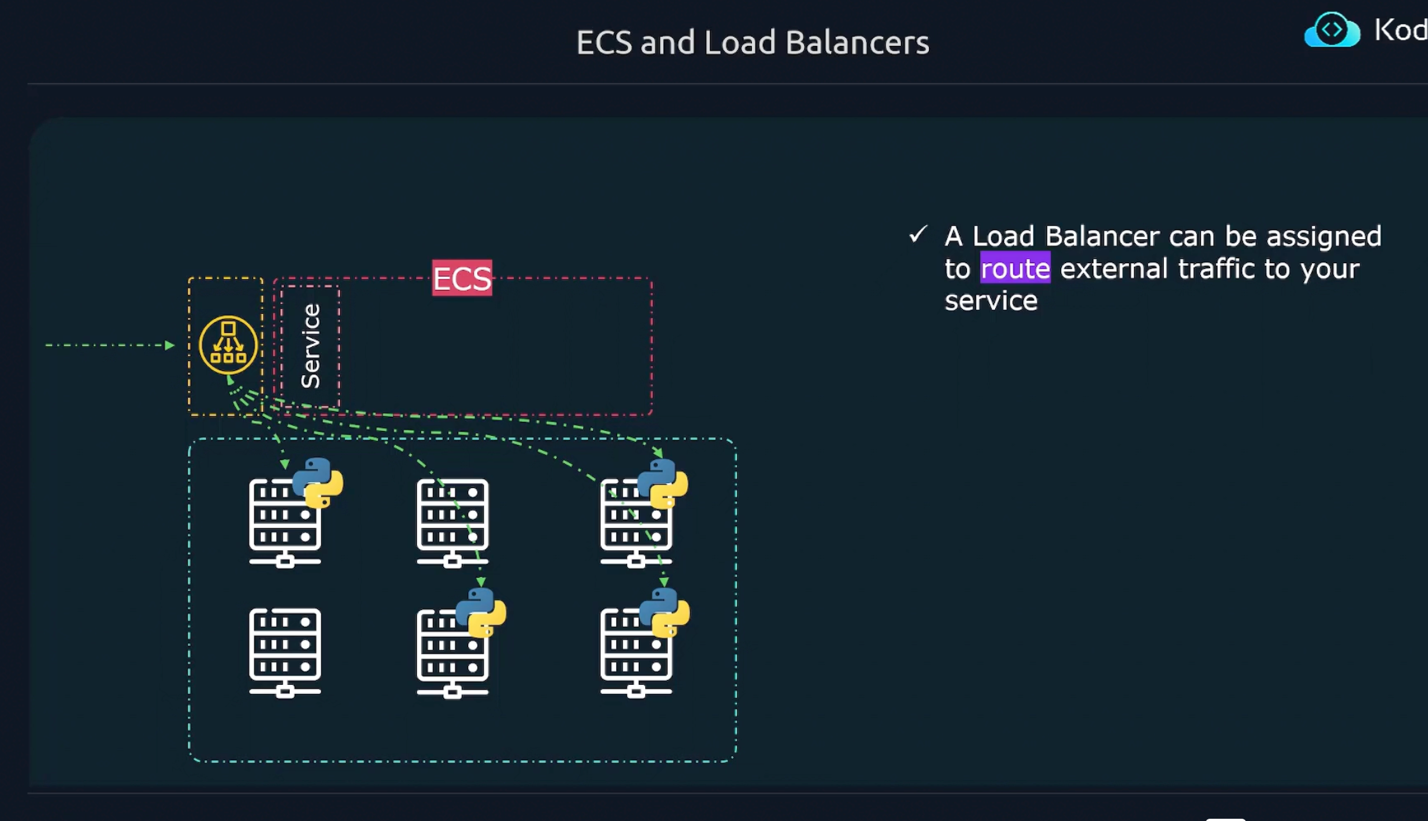 ECS and Load Balancers
Kod
A Load Balancer can be assigned
to route external traffic to your
service
ECS
Service